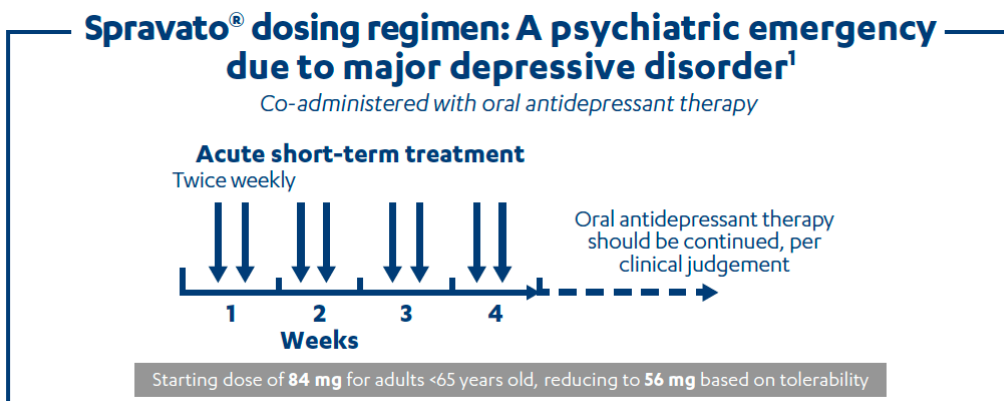 Spravato® dosing regimen: A psychiatric emergency
due to major depressive disorder¹
Co-administered with oral antidepressant therapy
Acute short-term treatment
Twice weekly
Oral antidepressant therapy
should be continued, per
clinical judgement
1 2 3 4
Weeks
Starting dose of 84 mg for adults <65 years old, reducing to 56 mg based on tolerability